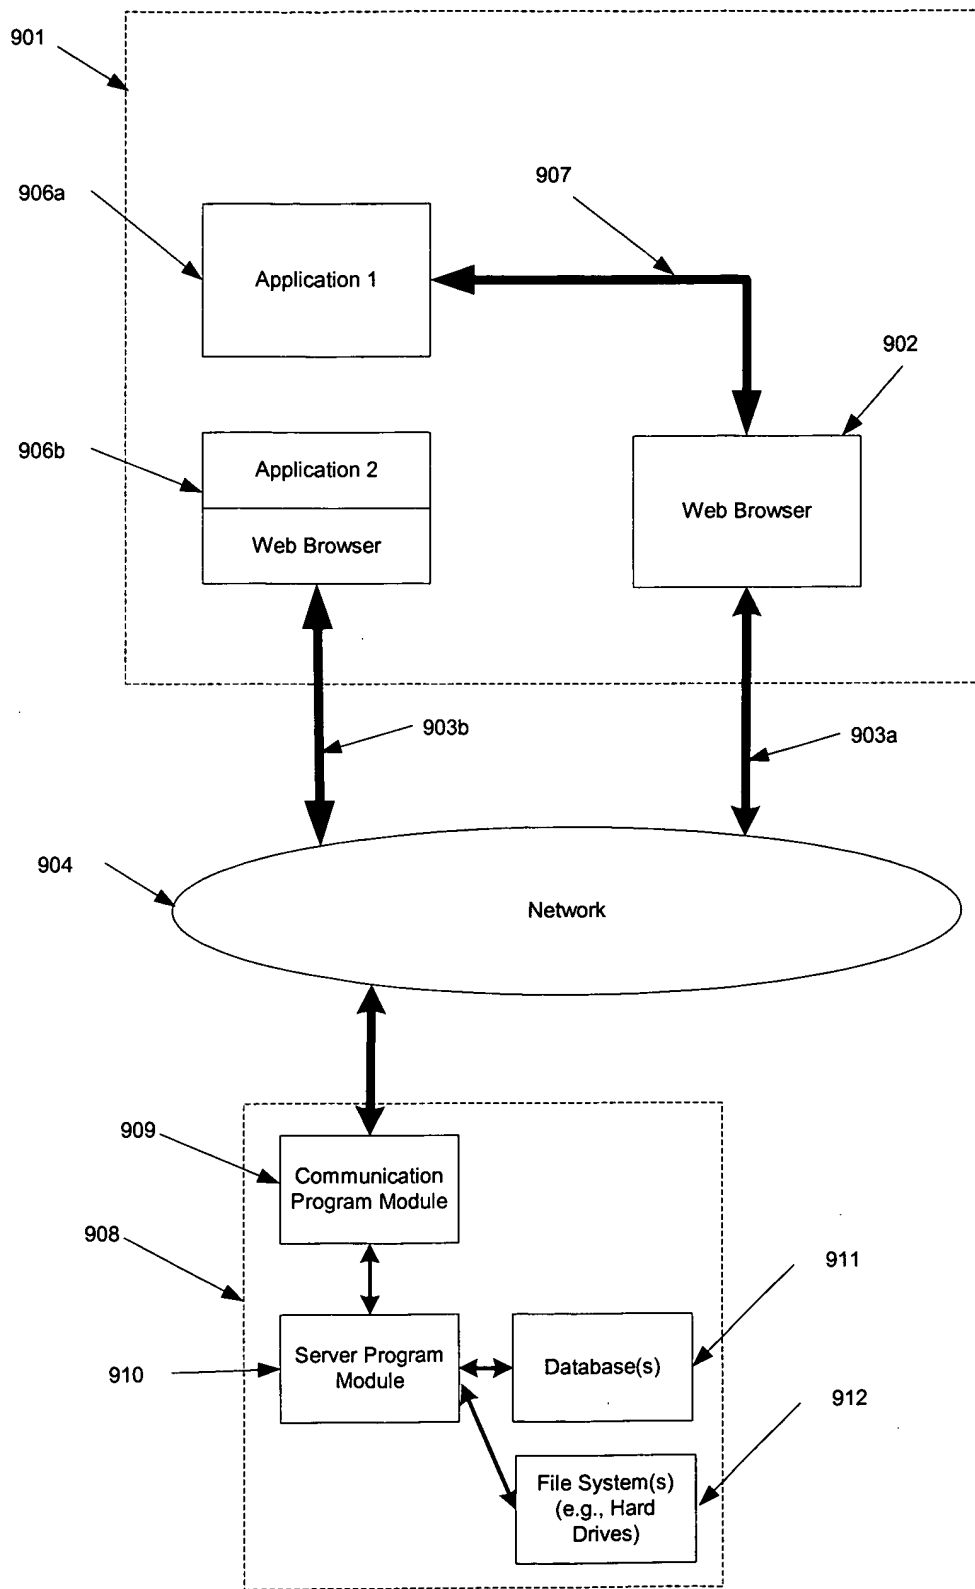 901
906a
907
Application 1
902
906b
Application 2
Web Browser
Web Browser
903b
903a
904
Network
909
Communication
Program Module
908
911
Server Program
Module
Database(s)
910
912
File System(s)
(e.g., Hard
Drives)